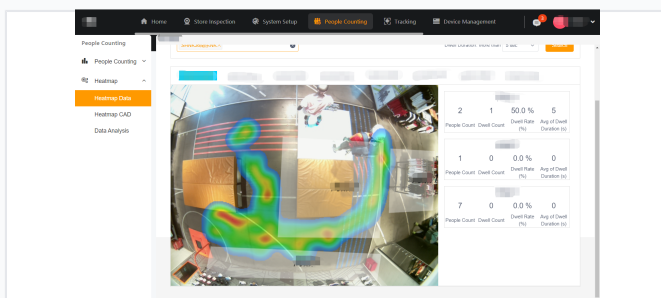 Home Store Inspection System Setup People Counting Tracking Device Management
People Counting
People Counting
Heatmap
Heatmap Data
Heatmap CAD
Data Analysis
2 1 50.0 % 5
People Count Dwell Count Dwell Rate (%) Avg of Dwell Duration (s)
1 0 0.0 % 0
People Count Dwell Count Dwell Rate (%) Avg of Dwell Duration (s)
7 0 0.0 % 0
People Count Dwell Count Dwell Rate (%) Avg of Dwell Duration (s)